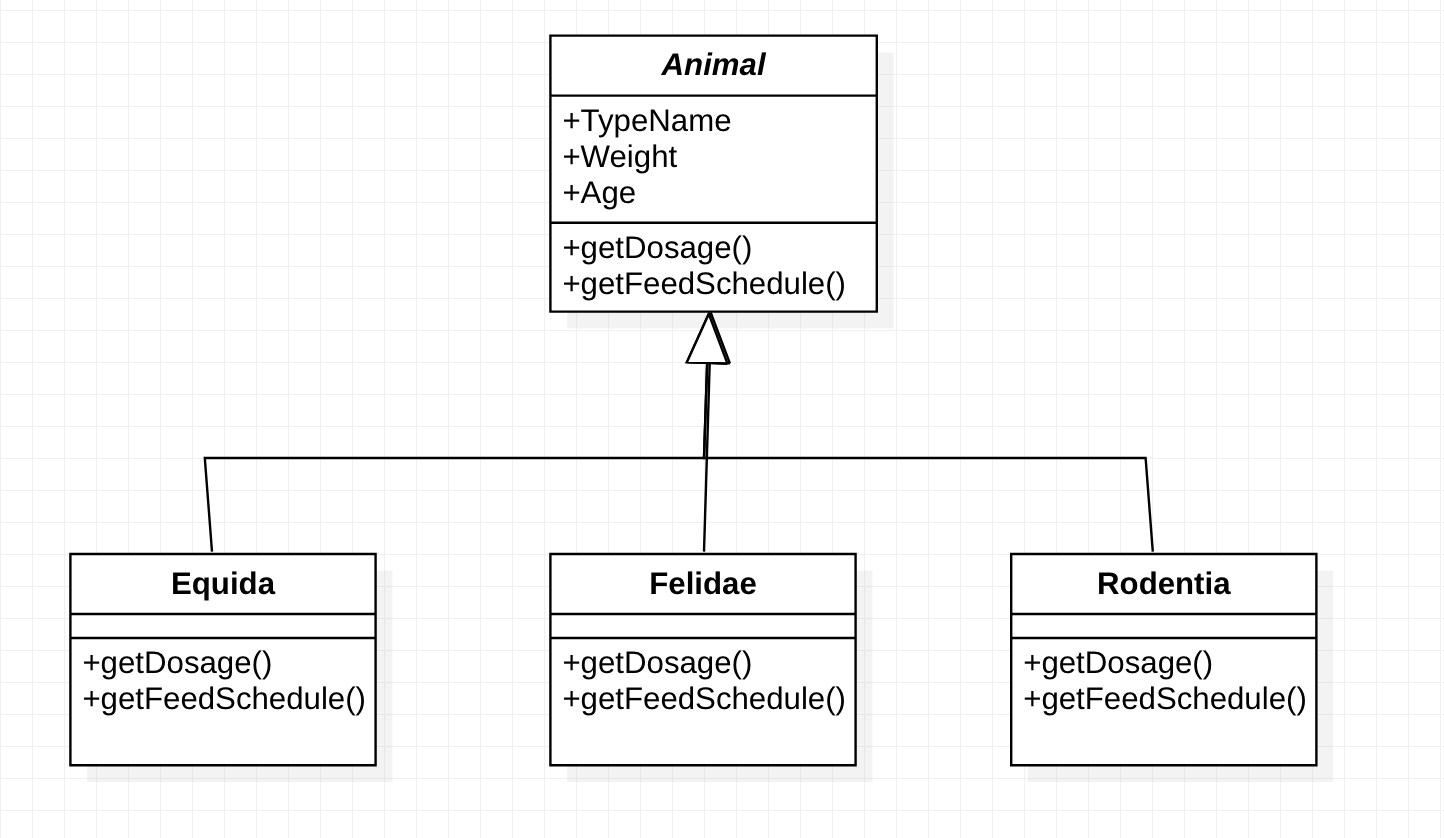 Animal
+TypeName
+Weight
+Age
+getDosage()
+getFeedSchedule()
Equida
+getDosage()
+getFeedSchedule()
Felidae
+getDosage()
+getFeedSchedule()
Rodentia
+getDosage()
+getFeedSchedule()